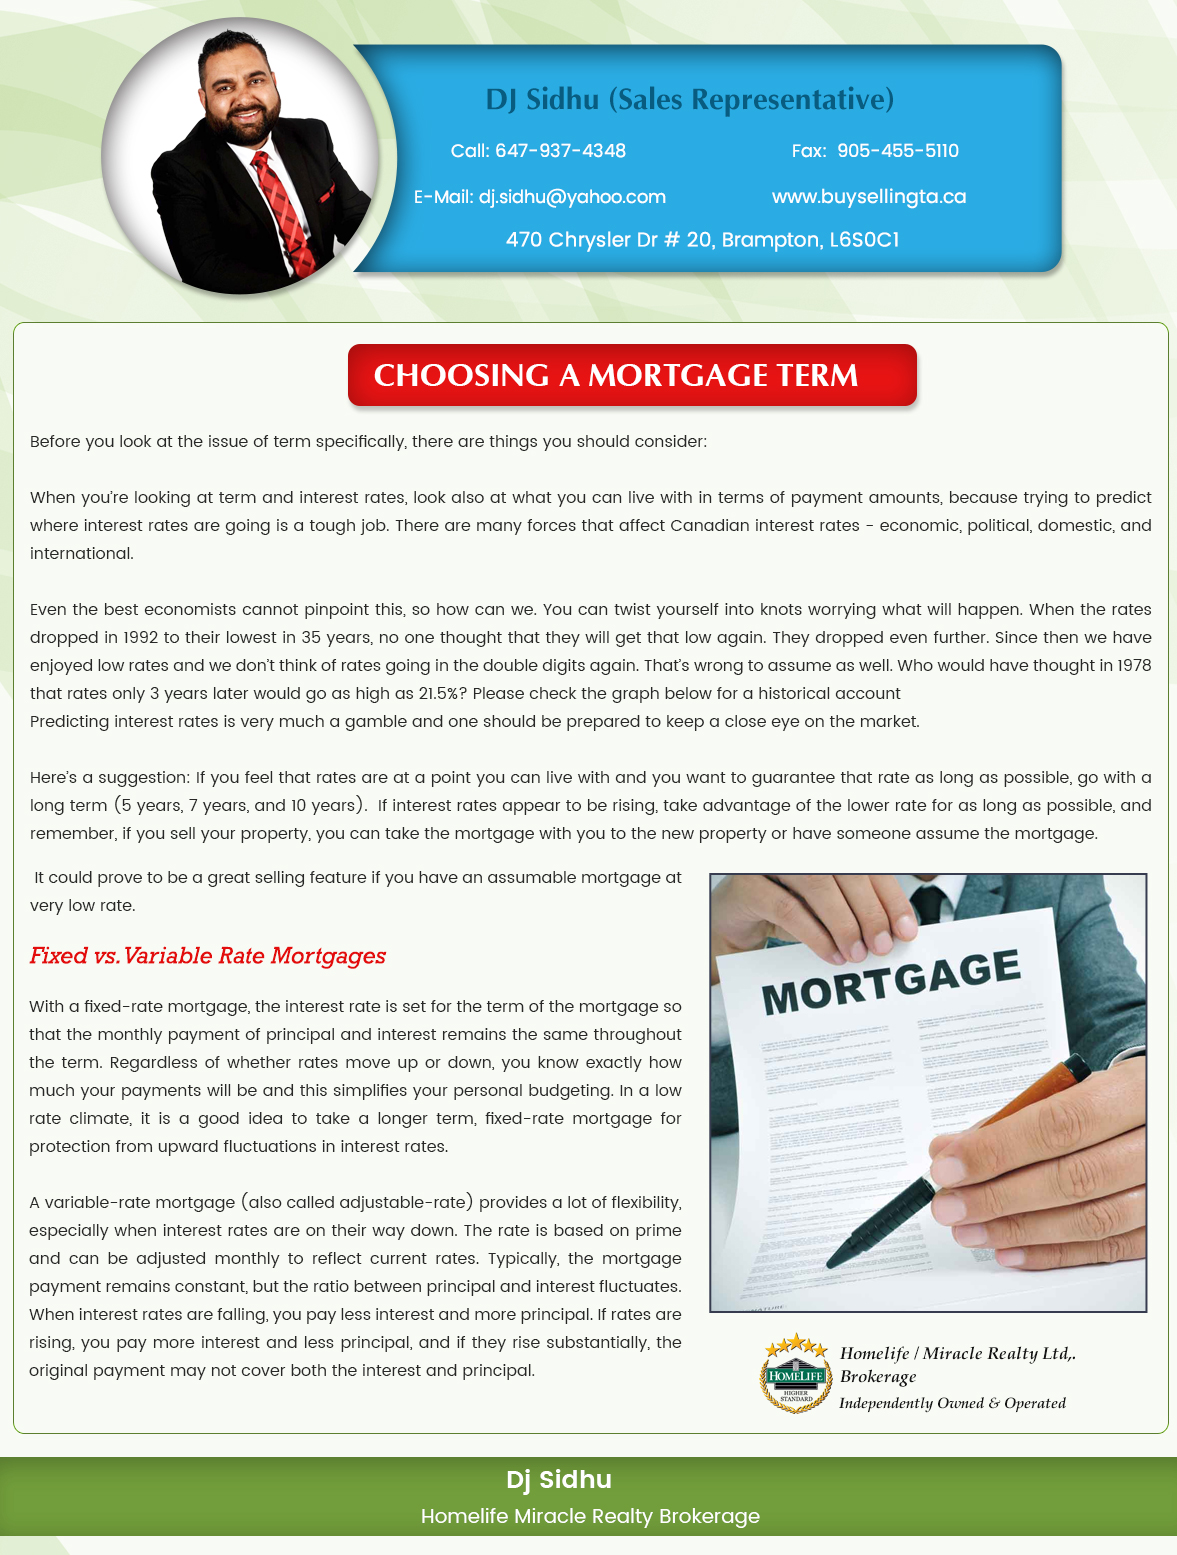 DJ Sidhu (Sales Representative)
Call: 647-937-4348
Fax:  905-455-5110
E-Mail: dj.sidhu@yahoo.com
www.buysellingta.ca
470 Chrysler Dr # 20, Brampton, L6S0C1
CHOOSING A MORTGAGE TERM
Before you look at the issue of term specifically, there are things you should consider:
When you’re looking at term and interest rates, look also at what you can live with in terms of payment amounts, because trying to predict
where interest rates are going is a tough job. There are many forces that affect Canadian interest rates - economic, political, domestic, and
international.
Even the best economists cannot pinpoint this, so how can we. You can twist yourself into knots worrying what will happen. When the rates
dropped in 1992 to their lowest in 35 years, no one thought that they will get that low again. They dropped even further. Since then we have
enjoyed low rates and we don’t think of rates going in the double digits again. That’s wrong to assume as well. Who would have thought in 1978
that rates only 3 years later would go as high as 21.5%? Please check the graph below for a historical account
Predicting interest rates is very much a gamble and one should be prepared to keep a close eye on the market.
Here’s a suggestion: If you feel that rates are at a point you can live with and you want to guarantee that rate as long as possible, go with a
long term (5 years, 7 years, and 10 years).  If interest rates appear to be rising, take advantage of the lower rate for as long as possible, and
remember, if you sell your property, you can take the mortgage with you to the new property or have someone assume the mortgage.
It could prove to be a great selling feature if you have an assumable mortgage at
very low rate.
Fixed vs. Variable Rate Mortgages
With a fixed-rate mortgage, the interest rate is set for the term of the mortgage so
that the monthly payment of principal and interest remains the same throughout
the term. Regardless of whether rates move up or down, you know exactly how
much your payments will be and this simplifies your personal budgeting. In a low
rate climate, it is a good idea to take a longer term, fixed-rate mortgage for
protection from upward fluctuations in interest rates.
A variable-rate mortgage (also called adjustable-rate) provides a lot of flexibility,
especially when interest rates are on their way down. The rate is based on prime
and can be adjusted monthly to reflect current rates. Typically, the mortgage
payment remains constant, but the ratio between principal and interest fluctuates.
When interest rates are falling, you pay less interest and more principal. If rates are
rising, you pay more interest and less principal, and if they rise substantially, the
original payment may not cover both the interest and principal.
MORTGAGE
HOMELIFE
HIGHER
STANDARD
Homelife / Miracle Realty Ltd,.
Brokerage
Independently Owned & Operated
Dj Sidhu
Homelife Miracle Realty Brokerage